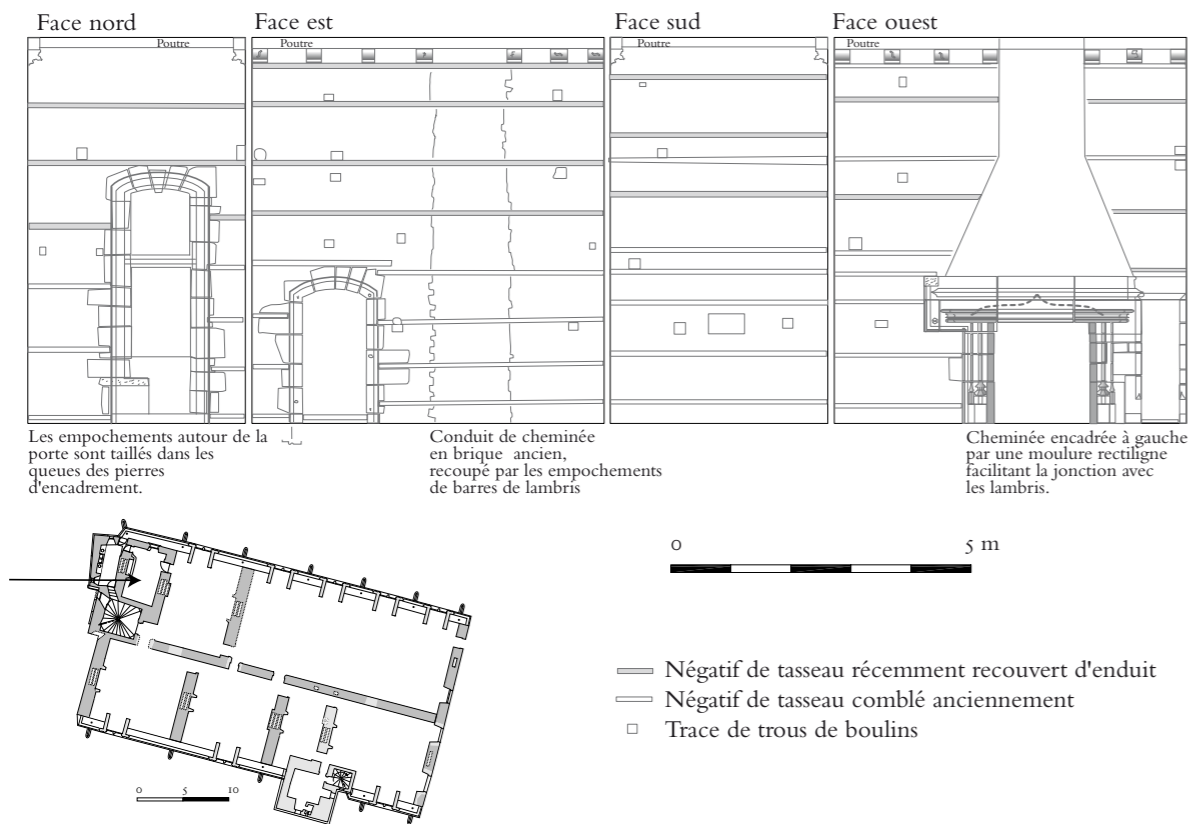 Face nord
Face est
Face sud
Face ouest
Poutre
Poutre
Poutre
Poutre
Les empochements autour de la
porte sont taillés dans les
queues des pierres
d'encadrement.
Conduit de cheminée
en brique ancien,
recoupé par les empochements
de barres de lambris
Cheminée encadrée à gauche
par une moulure rectiligne
facilitant la jonction avec
les lambris.
0 5 m
Négatif de tasseau récemment recouvert d'enduit
Négatif de tasseau comblé anciennement
Trace de trous de boulins
0 5 10